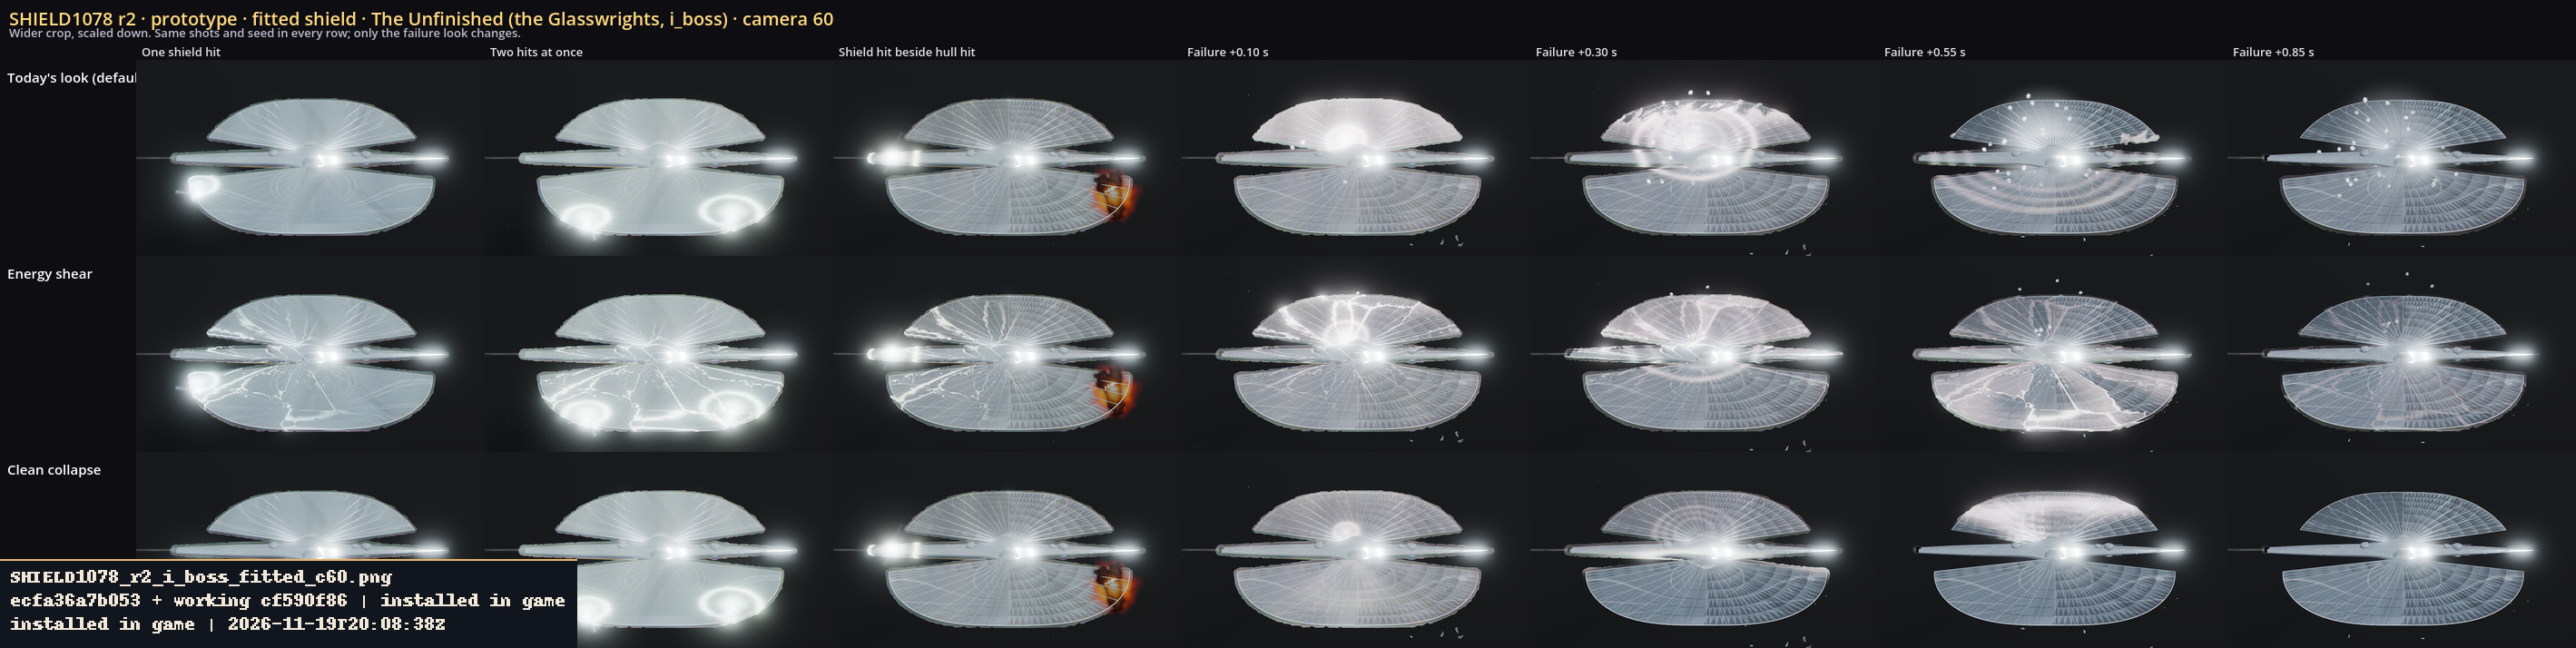 SHIELD1078 r2 · prototype · fitted shield · The Unfinished (the Glasswrights, i_boss) · camera 60
Wider crop, scaled down. Same shots and seed in every row; only the failure look changes.
One shield hit
Two hits at once
Shield hit beside hull hit
Failure +0.10 s
Failure +0.30 s
Failure +0.55 s
Failure +0.85 s
Today's look (defaul
Energy shear
Clean collapse
SHIELD1078_r2_i_boss_fitted_c60.png
ecfa36a7b053 + working cf590f86 | installed in game
installed in game | 2026-11-19T20:08:38Z